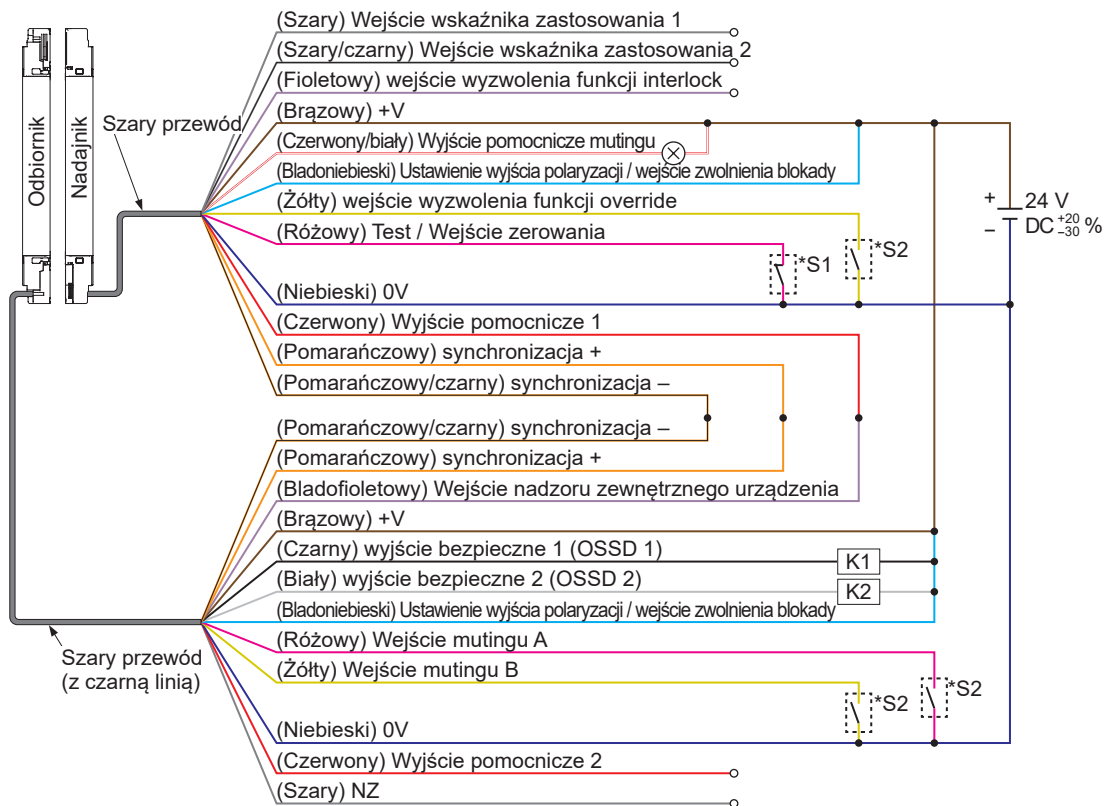 Odbiornik
Nadajnik
Szary przewód
(Szary) Wejście wskaźnika zastosowania 1
(Szary/czarny) Wejście wskaźnika zastosowania 2
(Fioletowy) wejście wyzwolenia funkcji interlock
(Brązowy) +V
(Czerwony/biały) Wyjście pomocnicze mutingu
(Bladoniebieski) Ustawienie wyjścia polaryzacji / wejście zwolnienia blokady
(Żółty) wejście wyzwolenia funkcji override
(Różowy) Test / Wejście zerowania
*S1
*S2
+
–
24 V
DC +20 –30 %
(Niebieski) 0V
(Czerwony) Wyjście pomocnicze 1
(Pomarańczowy) synchronizacja +
(Pomarańczowy/czarny) synchronizacja –
(Pomarańczowy/czarny) synchronizacja –
(Pomarańczowy) synchronizacja +
(Bladofioletowy) Wejście nadzoru zewnętrznego urządzenia
(Brązowy) +V
(Czarny) wyjście bezpieczne 1 (OSSD 1)
K1
(Biały) wyjście bezpieczne 2 (OSSD 2)
K2
(Bladoniebieski) Ustawienie wyjścia polaryzacji / wejście zwolnienia blokady
(Różowy) Wejście mutingu A
(Żółty) Wejście mutingu B
*S2
*S2
Szary przewód
(z czarną linią)
(Niebieski) 0V
(Czerwony) Wyjście pomocnicze 2
(Szary) NZ